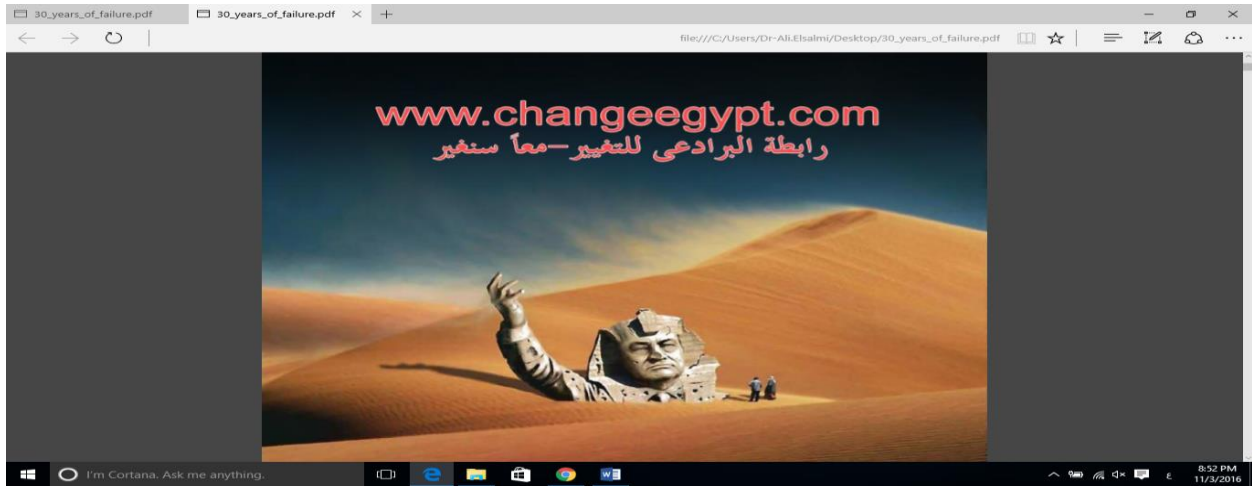 30_years_of_failure.pdf
30_years_of_failure.pdf
file:///C:/Users/Dr-Ali.Elsalmi/Desktop/30_years_of_failure.pdf
www.changeegypt.com
رابطة البرادعى للتغيير–معاً سنغير
I'm Cortana. Ask me anything.
ع
8:52 PM
11/3/2016